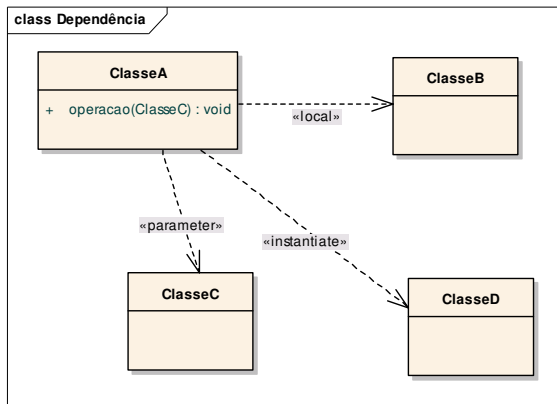 class Dependência
ClasseA
+ operacao(ClasseC) : void
ClasseB
«local»
«parameter»
«instantiate»
ClasseC
ClasseD